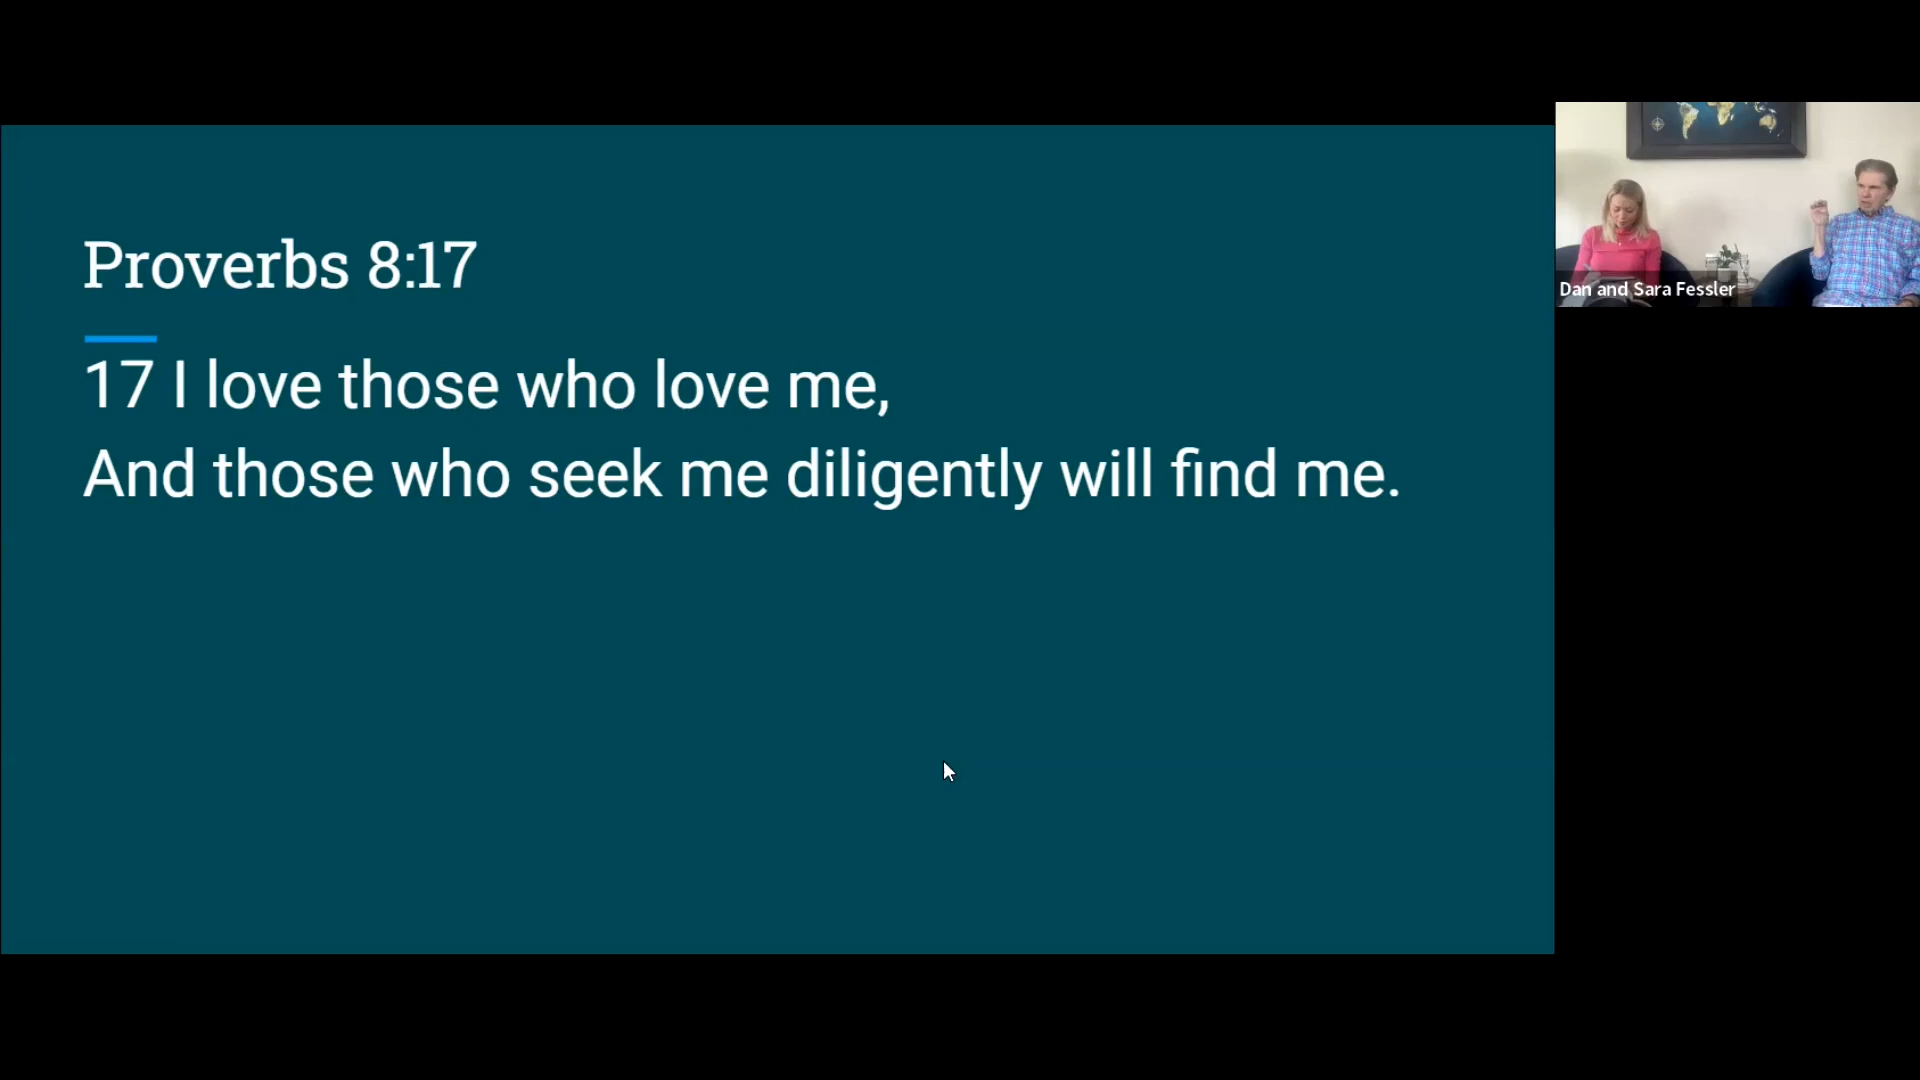 Proverbs 8:17
17 I love those who love me,
And those who seek me diligently will find me.
Dan and Sara Fessler